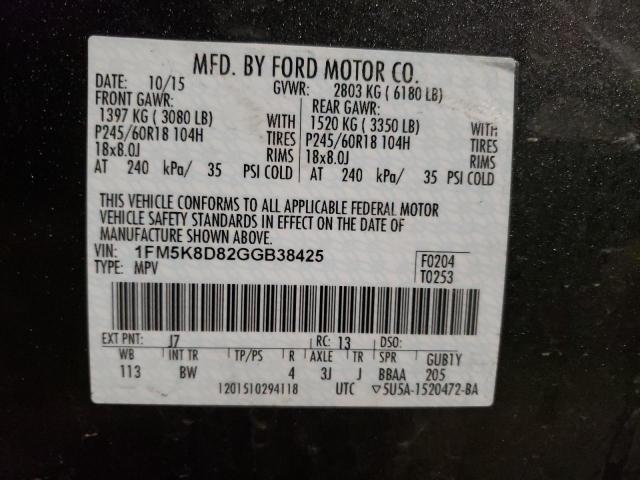 MFD. BY FORD MOTOR CO.
DATE: 10/15 GVWR: 2803 KG ( 6180 LB)
FRONT GAWR: REAR GAWR:
1397 KG ( 3080 LB) WITH 1520 KG ( 3350 LB) WITH
P245/60R18 104H TIRES P245/60R18 104H TIRES
18x8.0J RIMS 18x8.0J RIMS
AT 240 kPa/ 35 PSI COLD AT 240 kPa/ 35 PSI COLD
THIS VEHICLE CONFORMS TO ALL APPLICABLE FEDERAL MOTOR
VEHICLE SAFETY STANDARDS IN EFFECT ON THE DATE OF
MANUFACTURE SHOWN ABOVE.
VIN: 1FM5K8D82GGB38425 F0204
TYPE: MPV T0253
EXT PNT: J7 RC: 13 DSO:
WB INT TR TP/PS R AXLE TR SPR GUB1Y
113 BW 4 3J J BBAA 205
1201510294118 UTC ▽5U5A-1520472-BA